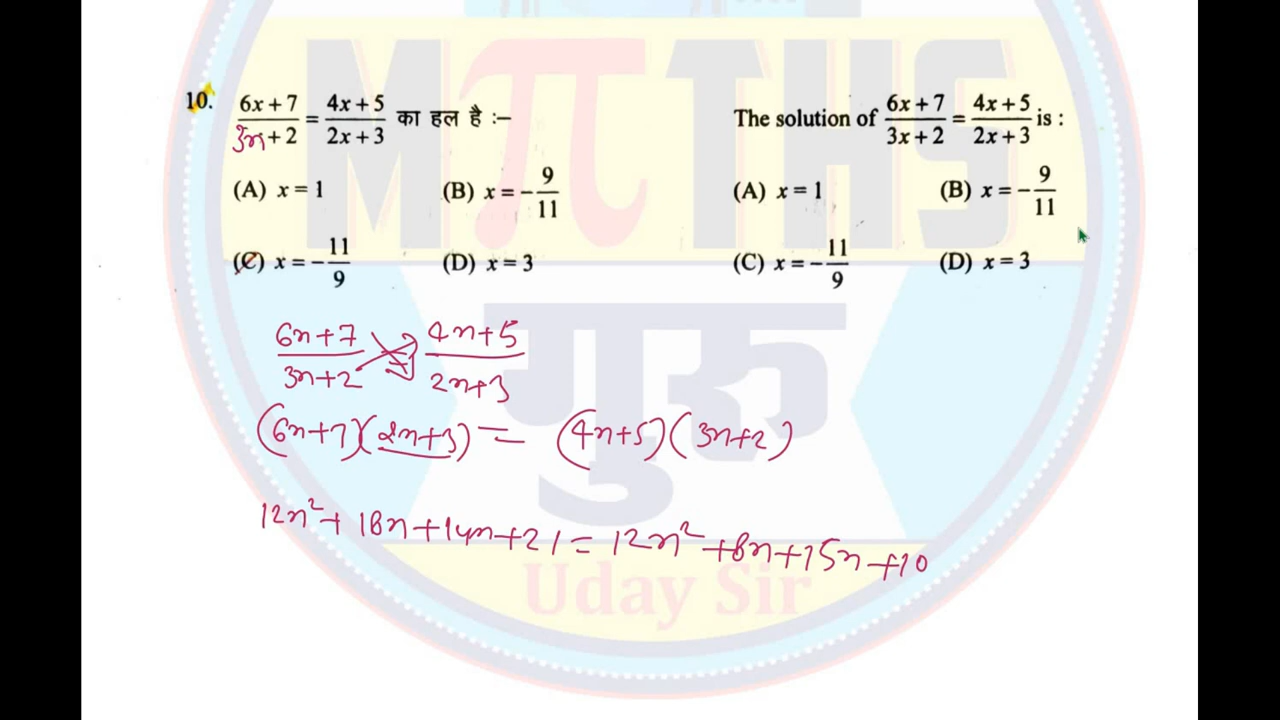 MπTHS
10. (6x + 7)/(3x + 2) = (4x + 5)/(2x + 3) का हल है :–
(A) x = 1 (B) x = – 9/11
(C) x = – 11/9 (D) x = 3
The solution of (6x + 7)/(3x + 2) = (4x + 5)/(2x + 3) is :
(A) x = 1 (B) x = – 9/11
(C) x = – 11/9 (D) x = 3
गुरु
(6x+7)/(3x+2) = (4x+5)/(2x+3)
(6x+7)(2x+3) = (4x+5)(3x+2)
12x² + 18x + 14x + 21 = 12x² + 8x + 15x + 10
Uday Sir